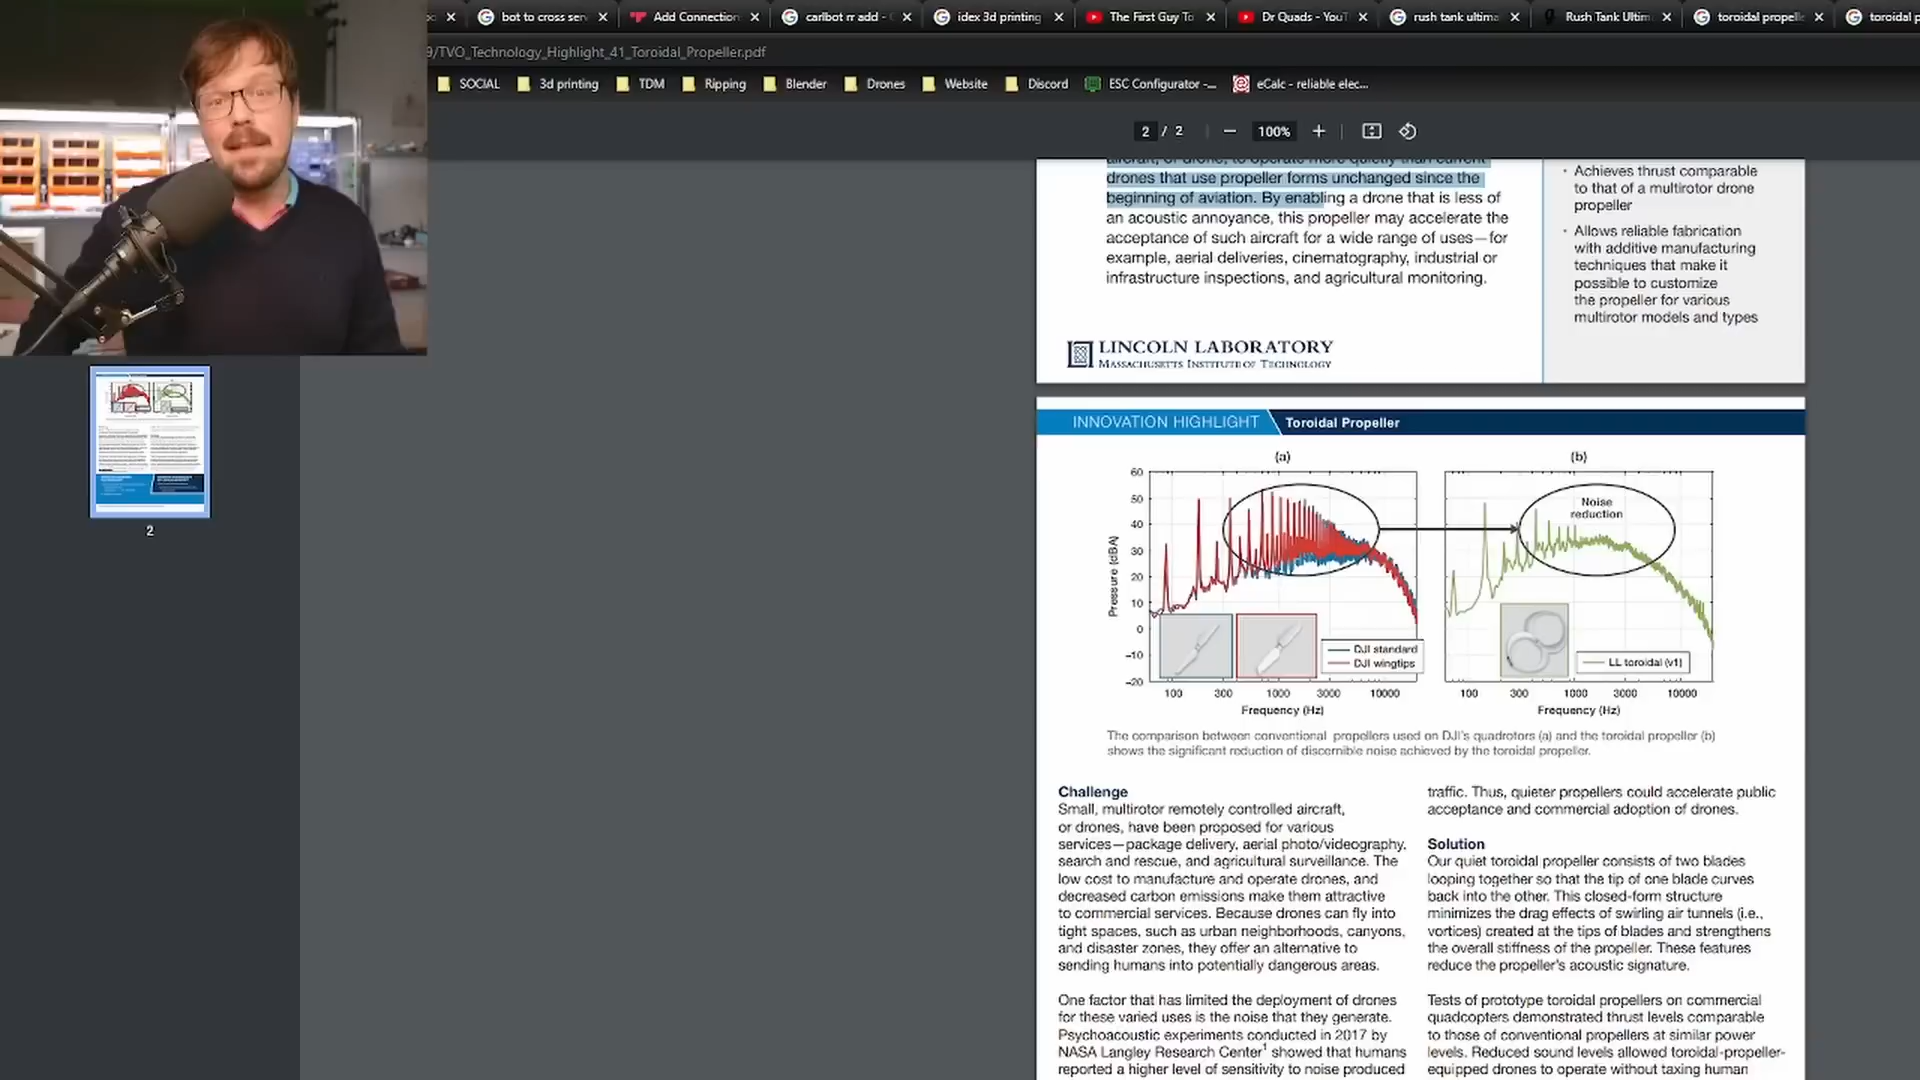 bot to cross ser
Add Connection
carlbot rr add -
idex 3d printing
The First Guy To
Dr Quads - YouT
rush tank ultima
Rush Tank Ultim
toroidal propelle
toroidal p
9/TVO_Technology_Highlight_41_Toroidal_Propeller.pdf
SOCIAL
3d printing
TDM
Ripping
Blender
Drones
Website
Discord
ESC Configurator -...
eCalc - reliable elec...
2 / 2
100%
aircraft, or drone, to operate more quietly than current
drones that use propeller forms unchanged since the
beginning of aviation. By enabling a drone that is less of
an acoustic annoyance, this propeller may accelerate the
acceptance of such aircraft for a wide range of uses—for
example, aerial deliveries, cinematography, industrial or
infrastructure inspections, and agricultural monitoring.
• Achieves thrust comparable
to that of a multirotor drone
propeller
• Allows reliable fabrication
with additive manufacturing
techniques that make it
possible to customize
the propeller for various
multirotor models and types
LINCOLN LABORATORY
MASSACHUSETTS INSTITUTE OF TECHNOLOGY
2
INNOVATION HIGHLIGHT Toroidal Propeller
(a)
60
50
40
30
20
10
0
-10
-20
Pressure (dBA)
DJI standard
DJI wingtips
100 300 1000 3000 10000
Frequency (Hz)
(b)
Noise
reduction
LL toroidal (v1)
100 300 1000 3000 10000
Frequency (Hz)
The comparison between conventional propellers used on DJI's quadrotors (a) and the toroidal propeller (b)
shows the significant reduction of discernible noise achieved by the toroidal propeller.
Challenge
Small, multirotor remotely controlled aircraft,
or drones, have been proposed for various
services—package delivery, aerial photo/videography,
search and rescue, and agricultural surveillance. The
low cost to manufacture and operate drones, and
decreased carbon emissions make them attractive
to commercial services. Because drones can fly into
tight spaces, such as urban neighborhoods, canyons,
and disaster zones, they offer an alternative to
sending humans into potentially dangerous areas.
One factor that has limited the deployment of drones
for these varied uses is the noise that they generate.
Psychoacoustic experiments conducted in 2017 by
NASA Langley Research Center1 showed that humans
reported a higher level of sensitivity to noise produced
traffic. Thus, quieter propellers could accelerate public
acceptance and commercial adoption of drones.
Solution
Our quiet toroidal propeller consists of two blades
looping together so that the tip of one blade curves
back into the other. This closed-form structure
minimizes the drag effects of swirling air tunnels (i.e.,
vortices) created at the tips of blades and strengthens
the overall stiffness of the propeller. These features
reduce the propeller's acoustic signature.
Tests of prototype toroidal propellers on commercial
quadcopters demonstrated thrust levels comparable
to those of conventional propellers at similar power
levels. Reduced sound levels allowed toroidal-propeller-
equipped drones to operate without taxing human